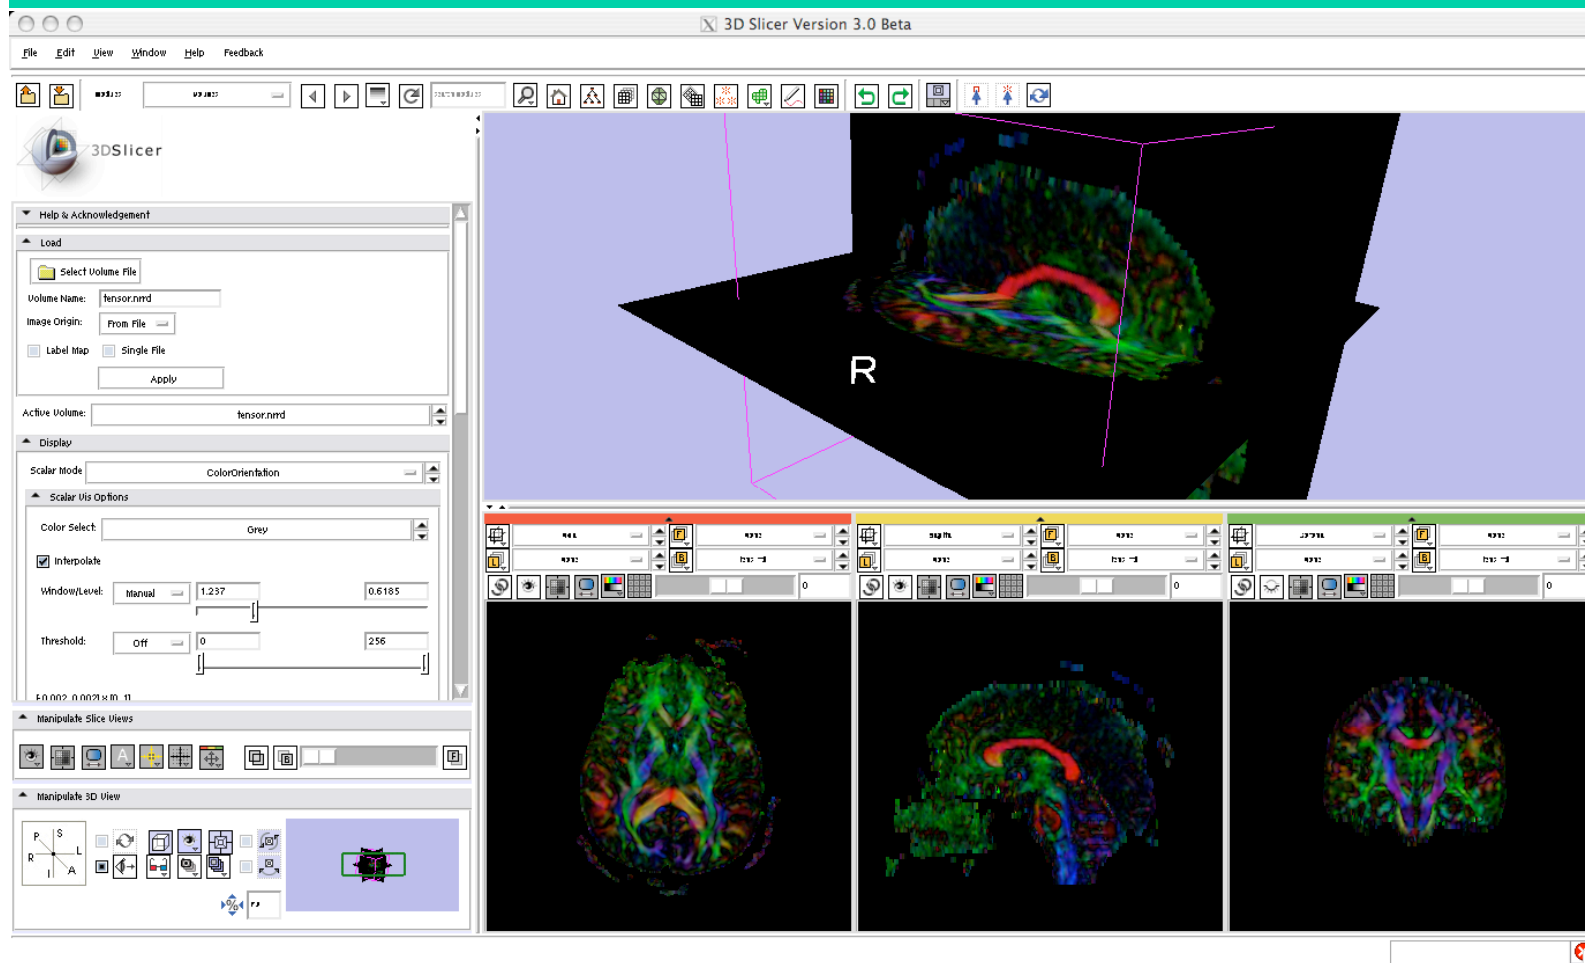 3D Slicer Version 3.0 Beta
File Edit View Window Help Feedback
3DSlicer
Help & Acknowledgement
Load
Select Volume File
Volume Name: tensor.nrrd
Image Origin: From File
Label Map Single File
Apply
Active Volume: tensor.nrrd
Display
Scalar Mode ColorOrientation
Scalar Vis Options
Color Select: Grey
Interpolate
Window/Level: Manual 1.237 0.6185
Threshold: Off 0 256
Manipulate Slice Views
A B F
Manipulate 3D View
P S
R L
I A
%
R
F F F
L B L B L B
0 0 0